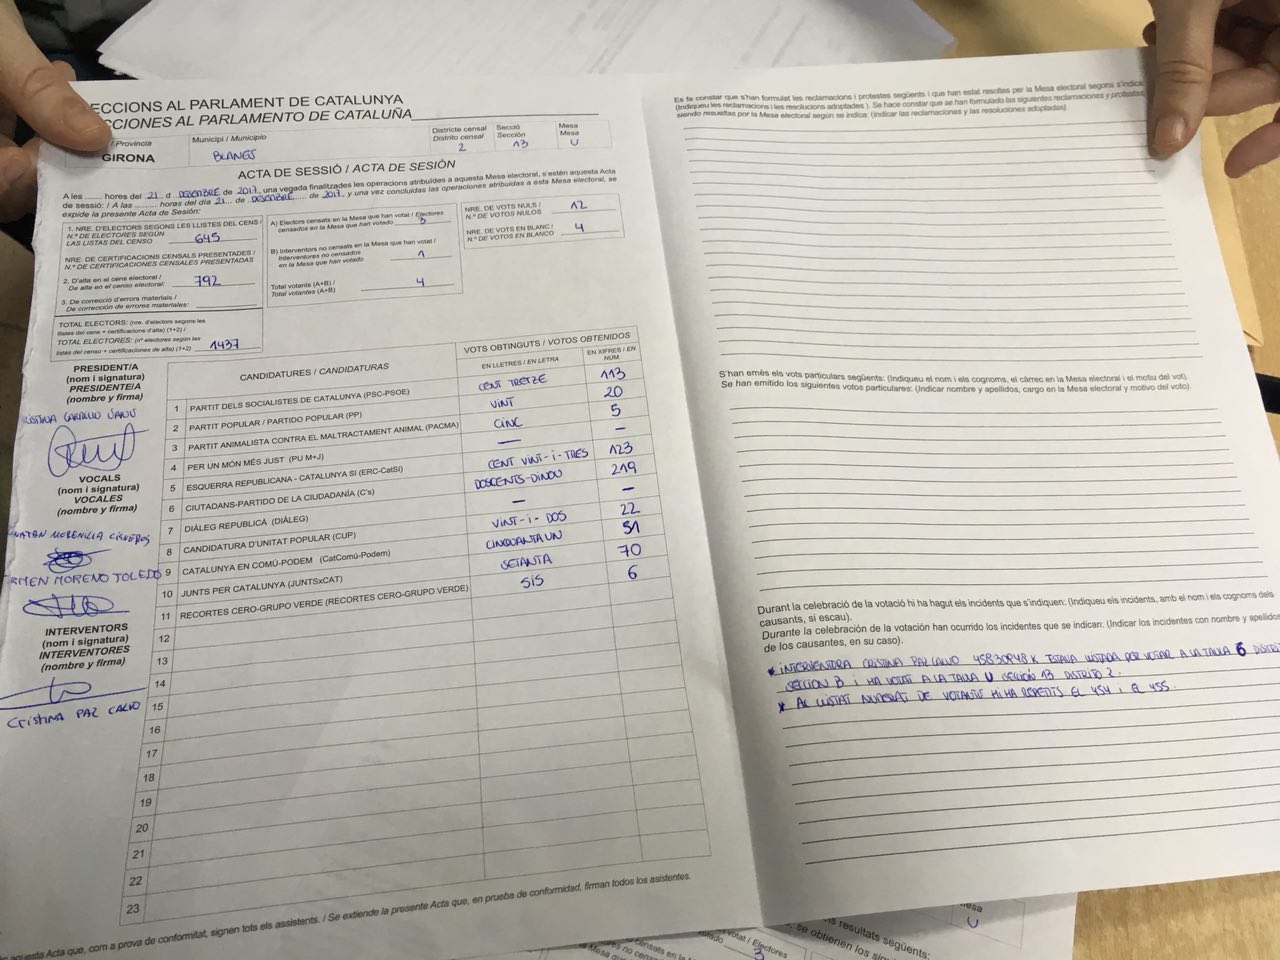 ECCIONS AL PARLAMENT DE CATALUNYA
CCIONES AL PARLAMENTO DE CATALUÑA
/ Provincia
GIRONA
Municipi / Municipio
BLANES
Districte censal
Distrito censal
2
Secció
Sección
13
Mesa
Mesa
U
ACTA DE SESSIÓ / ACTA DE SESIÓN
A les ........ hores del 21 d DESEMBRE de 2017, una vegada finalitzades les operacions atribuïdes a aquesta Mesa electoral, s'estén aquesta Acta
de sessió: / A las ......... horas del día 21 de DESEMBRE de 2017, y una vez concluidas las operaciones atribuidas a esta Mesa electoral, se
expide la presente Acta de Sesión:
1. NRE. D'ELECTORS SEGONS LES LLISTES DEL CENS /
N.º DE ELECTORES SEGÚN
LAS LISTAS DEL CENSO 645
NRE. DE CERTIFICACIONS CENSALS PRESENTADES /
N.º DE CERTIFICACIONES CENSALES PRESENTADAS
2. D'alta en el cens electoral /
De alta en el censo electoral: 792
3. De correcció d'errors materials /
De corrección de errores materiales:
TOTAL ELECTORS: (nre. d'electors segons les
llistes del cens + certificacions d'alta) (1+2) /
TOTAL ELECTORES: (nº electores según las
listas del censo + certificaciones de alta) (1+2) 1437
A) Electors censats en la Mesa que han votat / Electores
censados en la Mesa que han votado 3
B) Interventors no censats en la Mesa que han votat /
Interventores no censados
en la Mesa que han votado 1
Total votants (A+B) /
Total votantes (A+B) 4
NRE. DE VOTS NULS /
N.º DE VOTOS NULOS 12
NRE. DE VOTS EN BLANC /
N.º DE VOTOS EN BLANCO 4
PRESIDENT/A
(nom i signatura)
PRESIDENTE/A
(nombre y firma)
VOCALS
(nom i signatura)
VOCALES
(nombre y firma)
MORENILLA CISNEROS
RMEN MORENO TOLEDO
INTERVENTORS
(nom i signatura)
INTERVENTORES
(nombre y firma)
CRISTINA PAZ CALVO
CANDIDATURES / CANDIDATURAS
VOTS OBTINGUTS / VOTOS OBTENIDOS
EN LLETRES / EN LETRA
EN XIFRES / EN NÚM.
1 PARTIT DELS SOCIALISTES DE CATALUNYA (PSC-PSOE) CENT TRETZE 113
2 PARTIT POPULAR / PARTIDO POPULAR (PP) VINT 20
3 PARTIT ANIMALISTA CONTRA EL MALTRACTAMENT ANIMAL (PACMA) CINC 5
4 PER UN MÓN MÉS JUST (PU M+J) — –
5 ESQUERRA REPUBLICANA - CATALUNYA SÍ (ERC-CatSí) CENT VINT-I-TRES 123
6 CIUTADANS-PARTIDO DE LA CIUDADANÍA (C's) DOSCENTS-DINOU 219
7 DIÀLEG REPUBLICÀ (DIÀLEG) — –
8 CANDIDATURA D'UNITAT POPULAR (CUP) VINT-I-DOS 22
9 CATALUNYA EN COMÚ-PODEM (CatComú-Podem) CINQUANTA UN 51
10 JUNTS PER CATALUNYA (JUNTSxCAT) SETANTA 70
11 RECORTES CERO-GRUPO VERDE (RECORTES CERO-GRUPO VERDE) SIS 6
12
13
14
15
16
17
18
19
20
21
22
23
aquesta Acta que, com a prova de conformitat, signen tots els assistents. / Se extiende la presente Acta que, en prueba de conformidad, firman todos los asistentes.
Es fa constar que s'han formulat les reclamacions i protestes següents i que han estat resoltes per la Mesa electoral segons s'indica
(Indiqueu les reclamacions i les resolucions adoptades). Se hace constar que se han formulado las siguientes reclamaciones y protestas,
siendo resueltas por la Mesa electoral según se indica: (Indicar las reclamaciones y las resoluciones adoptadas)
S'han emès els vots particulars següents: (Indiqueu el nom i els cognoms, el càrrec en la Mesa electoral i el motiu del vot).
Se han emitido los siguientes votos particulares: (Indicar nombre y apellidos, cargo en la Mesa electoral y motivo del voto).
Durant la celebració de la votació hi ha hagut els incidents que s'indiquen: (Indiqueu els incidents, amb el nom i els cognoms dels
causants, si escau).
Durante la celebración de la votación han ocurrido los incidentes que se indican: (Indicar los incidentes con nombre y apellidos
de los causantes, en su caso).
* INTERVENTORA CRISTINA PAZ CALVO 45830848K ESTAVA LLISTADA PER VOTAR A LA TAULA 6 DISTRI
SECCION B I HA VOTAT A LA TAULA U SECCION 13 DISTRITO 2.
* AL LLISTAT NUMERAT DE VOTANTS HI HA REPETITS EL 454 I EL 455.